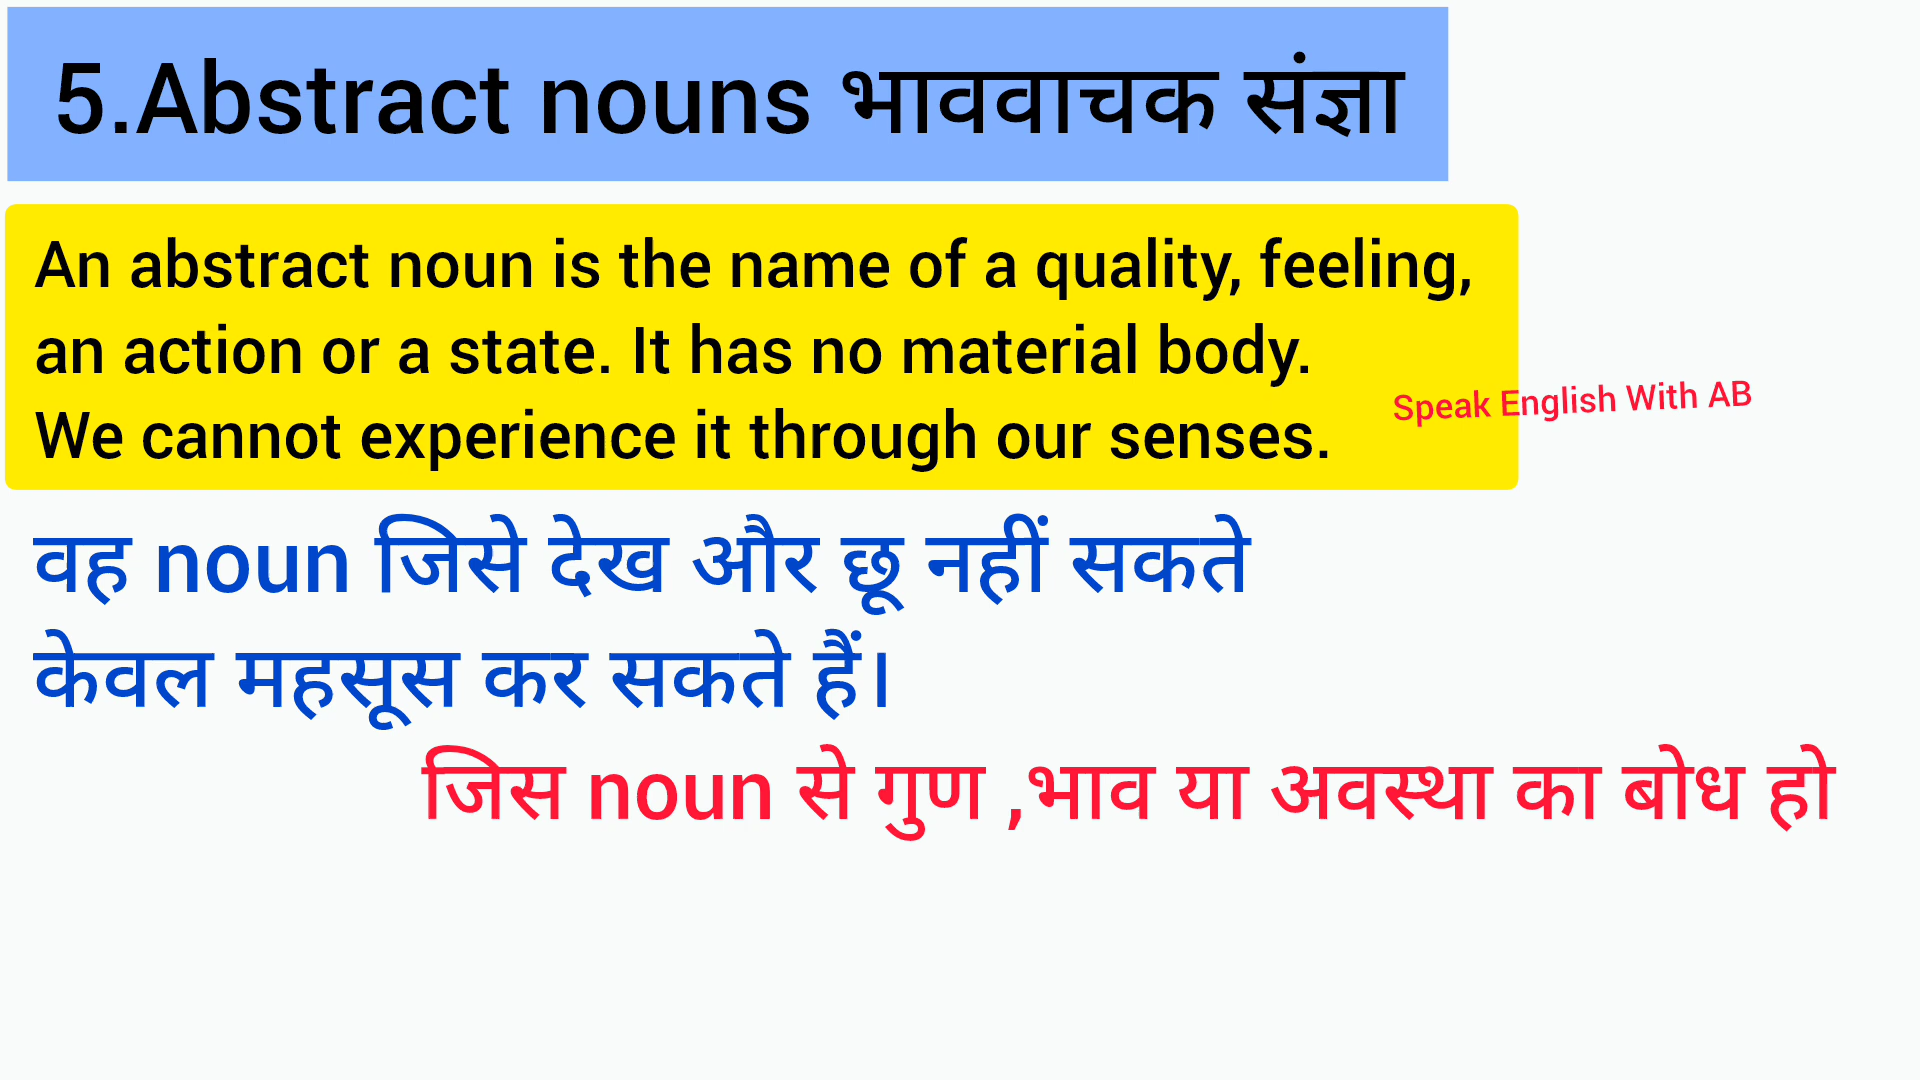 5.Abstract nouns भाववाचक संज्ञा
An abstract noun is the name of a quality, feeling,
an action or a state. It has no material body.
We cannot experience it through our senses.
Speak English With AB
वह noun जिसे देख और छू नहीं सकते
केवल महसूस कर सकते हैं।
जिस noun से गुण ,भाव या अवस्था का बोध हो